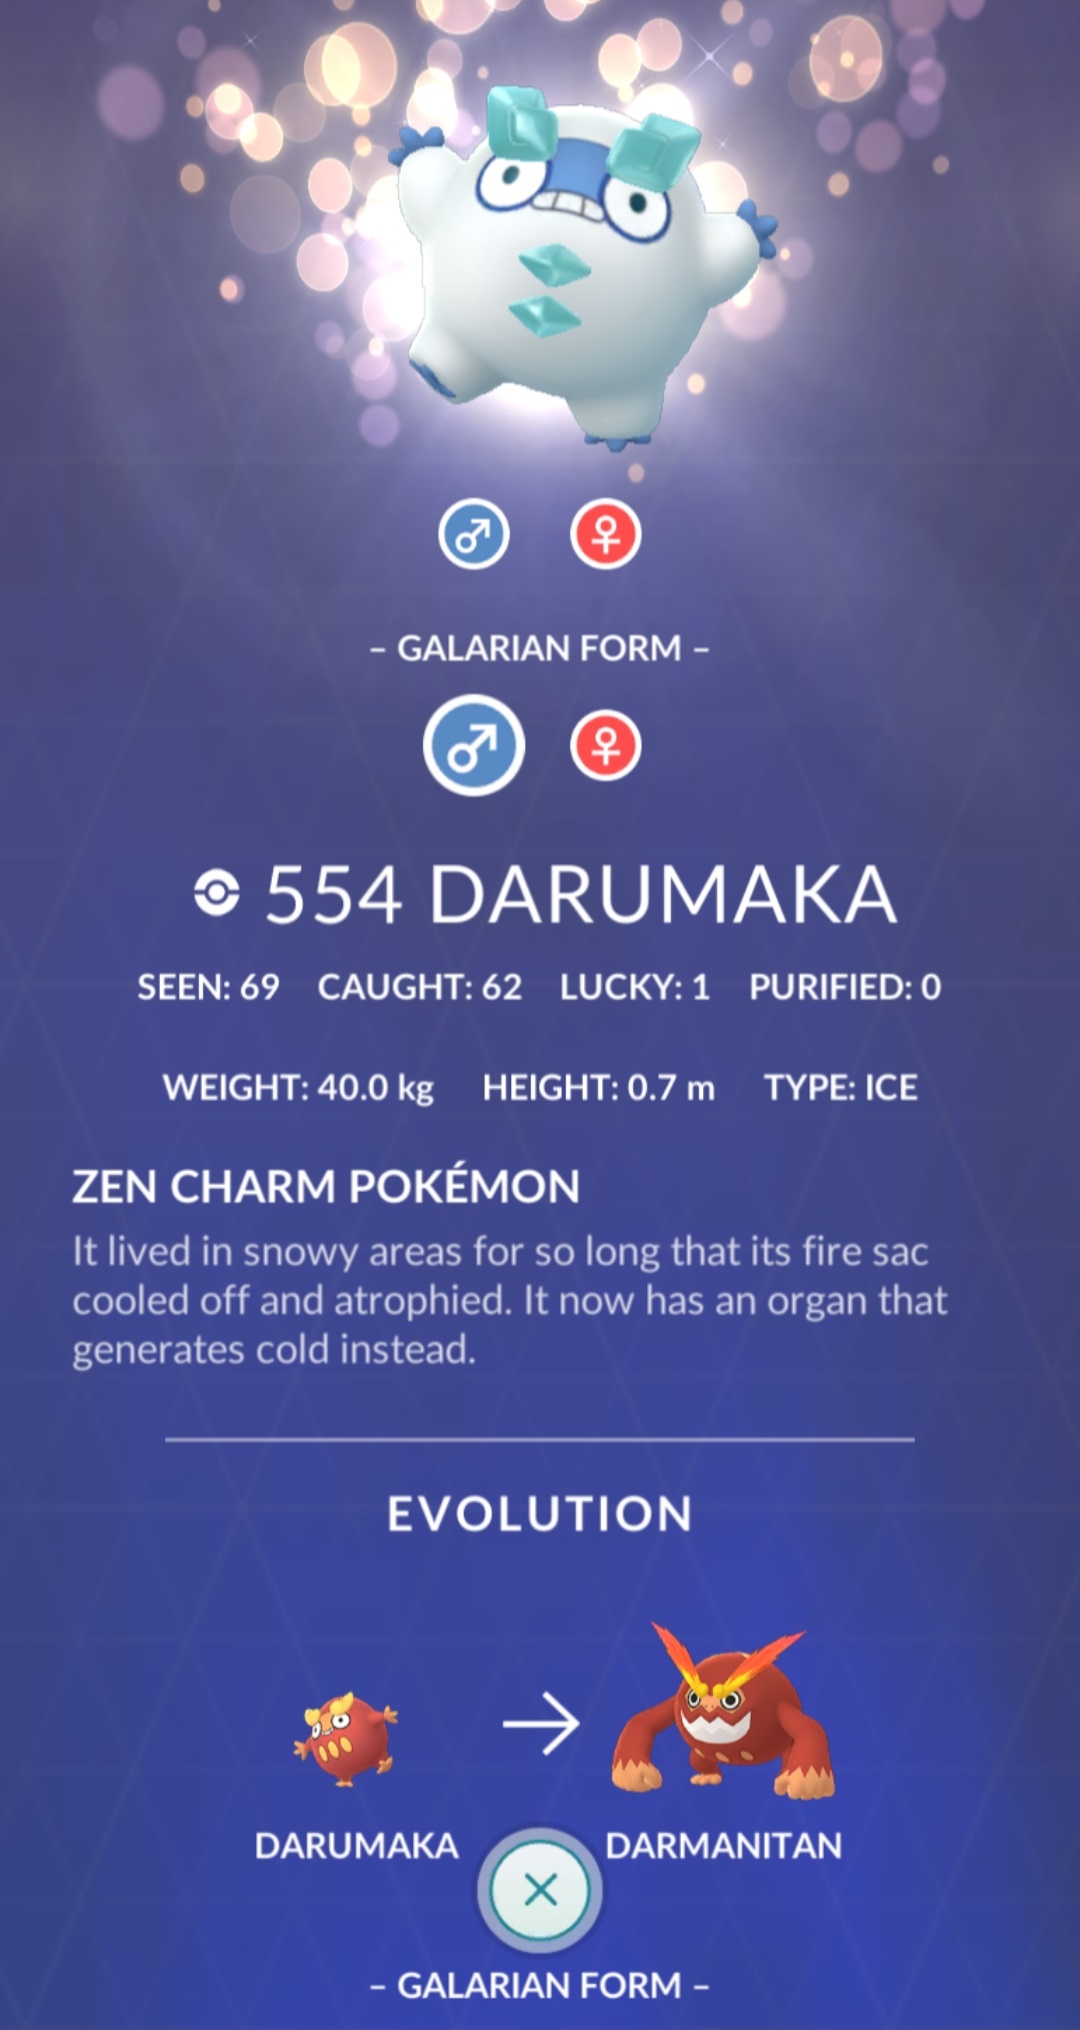 – GALARIAN FORM –
554 DARUMAKA
SEEN: 69 CAUGHT: 62 LUCKY: 1 PURIFIED: 0
WEIGHT: 40.0 kg HEIGHT: 0.7 m TYPE: ICE
ZEN CHARM POKÉMON
It lived in snowy areas for so long that its fire sac
cooled off and atrophied. It now has an organ that
generates cold instead.
EVOLUTION
DARUMAKA DARMANITAN
– GALARIAN FORM –